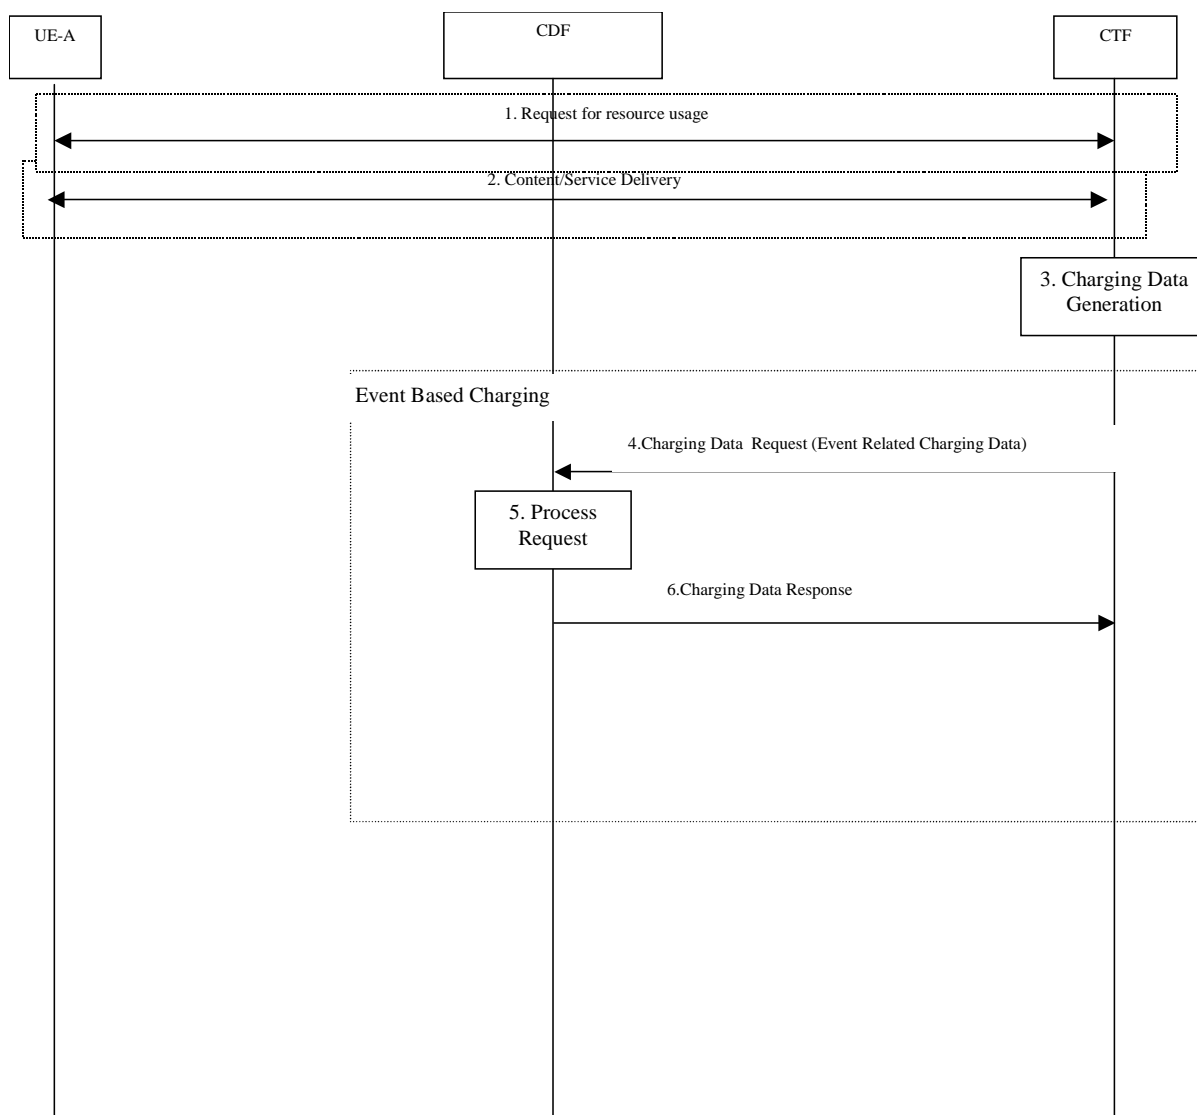 UE-A
CDF
CTF
1. Request for resource usage
2. Content/Service Delivery
3. Charging Data
Generation
Event Based Charging
4.Charging Data  Request (Event Related Charging Data)
5. Process
Request
6.Charging Data Response